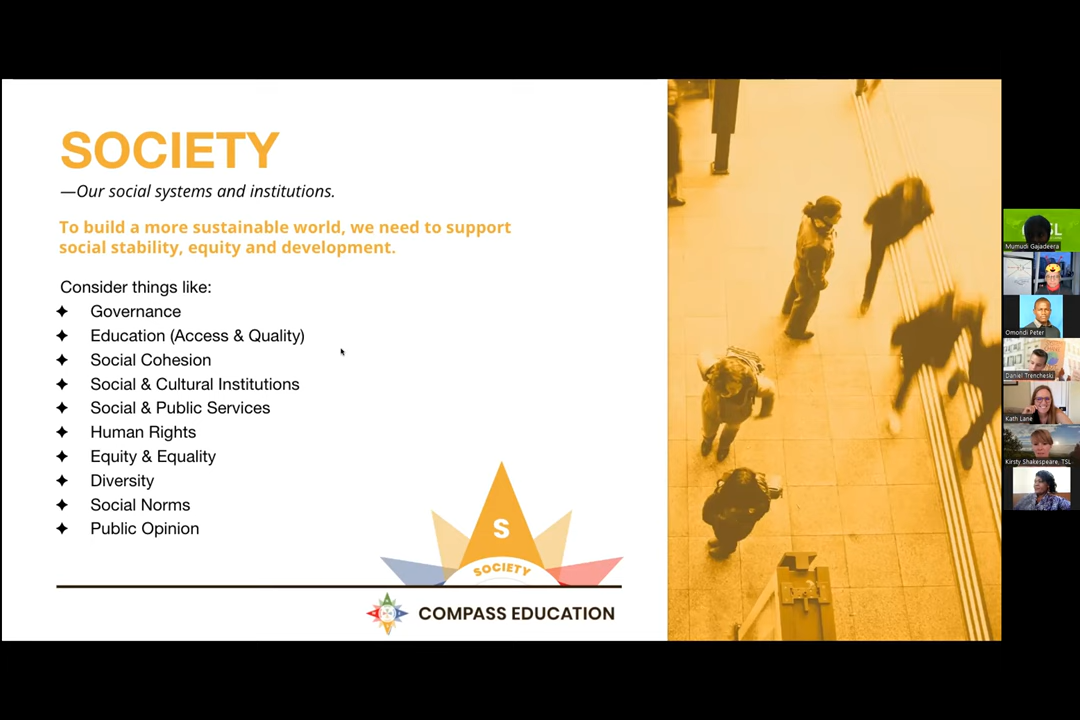 SOCIETY
—Our social systems and institutions.
To build a more sustainable world, we need to support
social stability, equity and development.
Consider things like:
✦ Governance
✦ Education (Access & Quality)
✦ Social Cohesion
✦ Social & Cultural Institutions
✦ Social & Public Services
✦ Human Rights
✦ Equity & Equality
✦ Diversity
✦ Social Norms
✦ Public Opinion
S
SOCIETY
COMPASS EDUCATION
Mumudi Gajadeera
Omondi Peter
Daniel Trencheski
Kath Lane
Kirsty Shakespeare, TSL